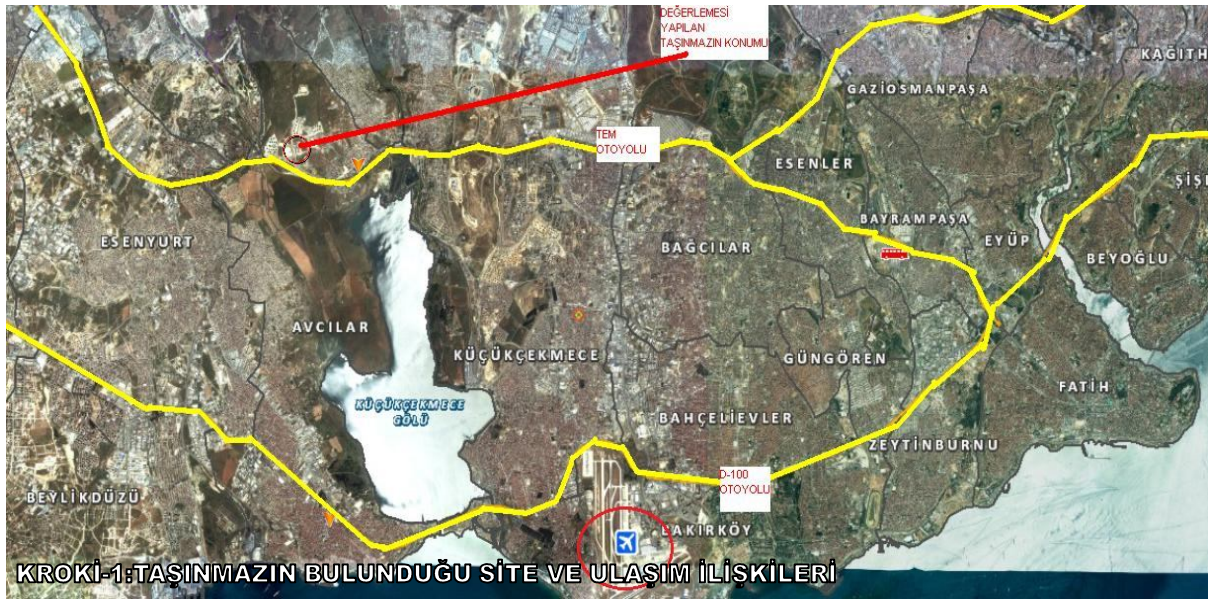 DEĞERLEMESİ
YAPILAN
TAŞINMAZIN KONUMU
KAĞITH
GAZİOSMANPAŞA
TEM
OTOYOLU
ESENLER
ŞİŞ
BAYRAMPAŞA
ESENYURT
BAĞCILAR
EYÜP
BEYOĞLU
AVCILAR
KÜÇÜKÇEKMECE
GÜNGÖREN
FATİH
KÜÇÜKÇEKMECE
GÖLÜ
BAHÇELİEVLER
ZEYTİNBURNU
D-100
OTOYOLU
BEYLİKDÜZÜ
BAKIRKÖY
KROKİ-1:TAŞINMAZIN BULUNDUĞU SİTE VE ULAŞIM İLİŞKİLERİ